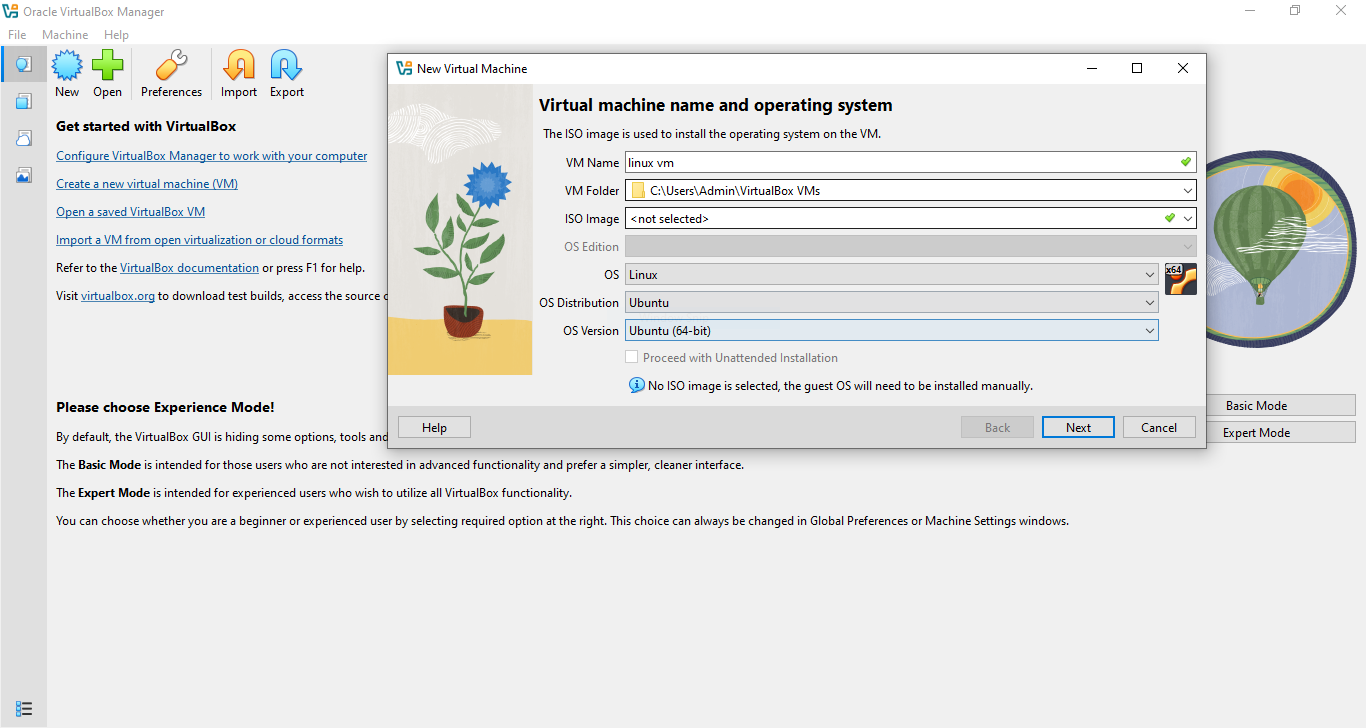 Oracle VirtualBox Manager
File Machine Help
New Open Preferences Import Export
Get started with VirtualBox
Configure VirtualBox Manager to work with your computer
Create a new virtual machine (VM)
Open a saved VirtualBox VM
Import a VM from open virtualization or cloud formats
Refer to the VirtualBox documentation or press F1 for help.
Visit virtualbox.org to download test builds, access the source
New Virtual Machine
Virtual machine name and operating system
The ISO image is used to install the operating system on the VM.
VM Name linux vm
VM Folder C:\Users\Admin\VirtualBox VMs
ISO Image <not selected>
OS Edition
OS Linux
x64
OS Distribution Ubuntu
OS Version Ubuntu (64-bit)
Proceed with Unattended Installation
No ISO image is selected, the guest OS will need to be installed manually.
Help Back Next Cancel
Please choose Experience Mode!
By default, the VirtualBox GUI is hiding some options, tools and
The Basic Mode is intended for those users who are not interested in advanced functionality and prefer a simpler, cleaner interface.
The Expert Mode is intended for experienced users who wish to utilize all VirtualBox functionality.
You can choose whether you are a beginner or experienced user by selecting required option at the right. This choice can always be changed in Global Preferences or Machine Settings windows.
Basic Mode
Expert Mode